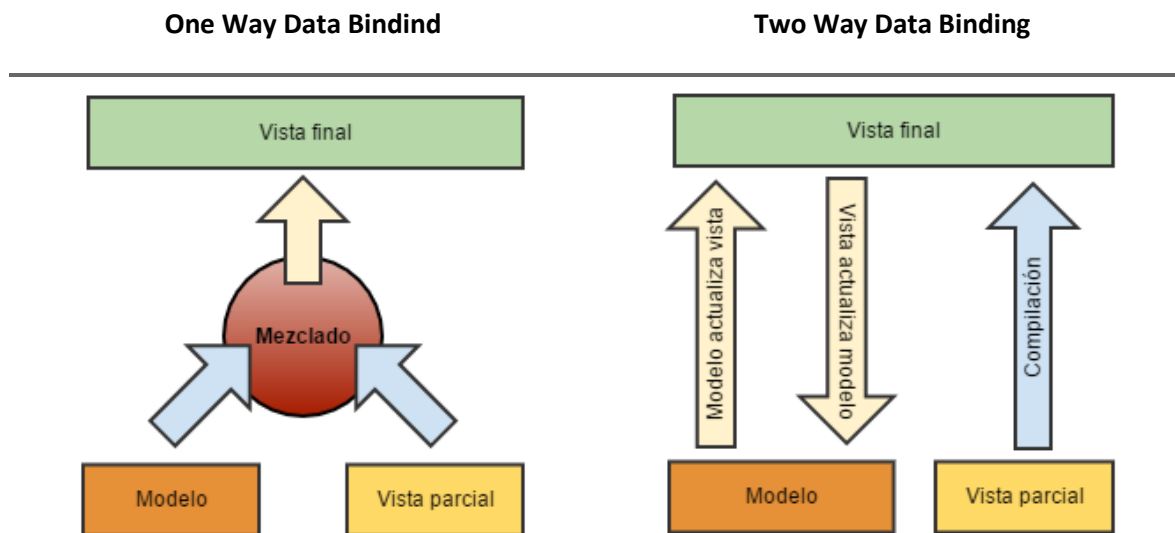 One Way Data Bindind
Two Way Data Binding
Vista final
Mezclado
Modelo
Vista parcial
Vista final
Modelo actualiza vista
Vista actualiza modelo
Compilación
Modelo
Vista parcial